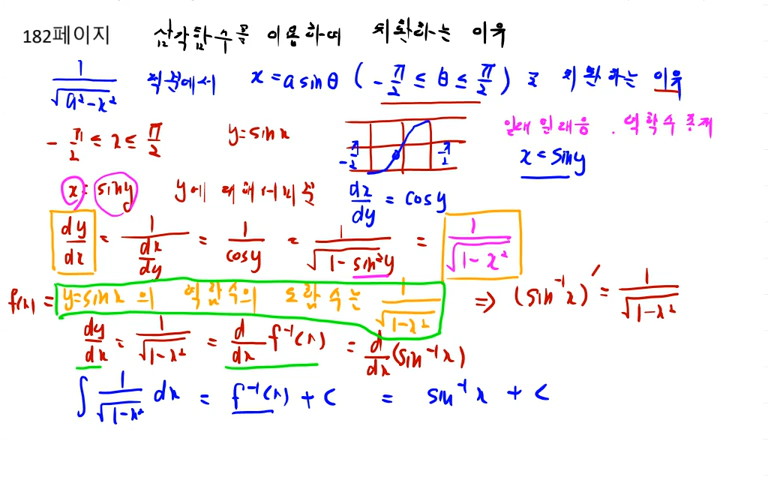 182페이지 삼각함수를 이용하여 치환하는 이유
1/√(a²-x²) 적분에서 x = a sin θ (-π/2 ≤ θ ≤ π/2) 로 치환하는 이유
-π/2 ≤ x ≤ π/2 y = sin x -π/2 π/2 일대일대응, 역함수 존재
x = sin y
x = sin y y에 대해서 미분 dx/dy = cos y
dy/dx = 1/(dx/dy) = 1/cos y = 1/√(1-sin²y) = 1/√(1-x²)
f(x) = y = sin x 의 역함수의 도함수는 1/√(1-x²) ⇒ (sin⁻¹x)′ = 1/√(1-x²)
dy/dx = 1/√(1-x²) = d/dx f⁻¹(x) = d/dx (sin⁻¹x)
∫ 1/√(1-x²) dx = f⁻¹(x) + C = sin⁻¹x + C